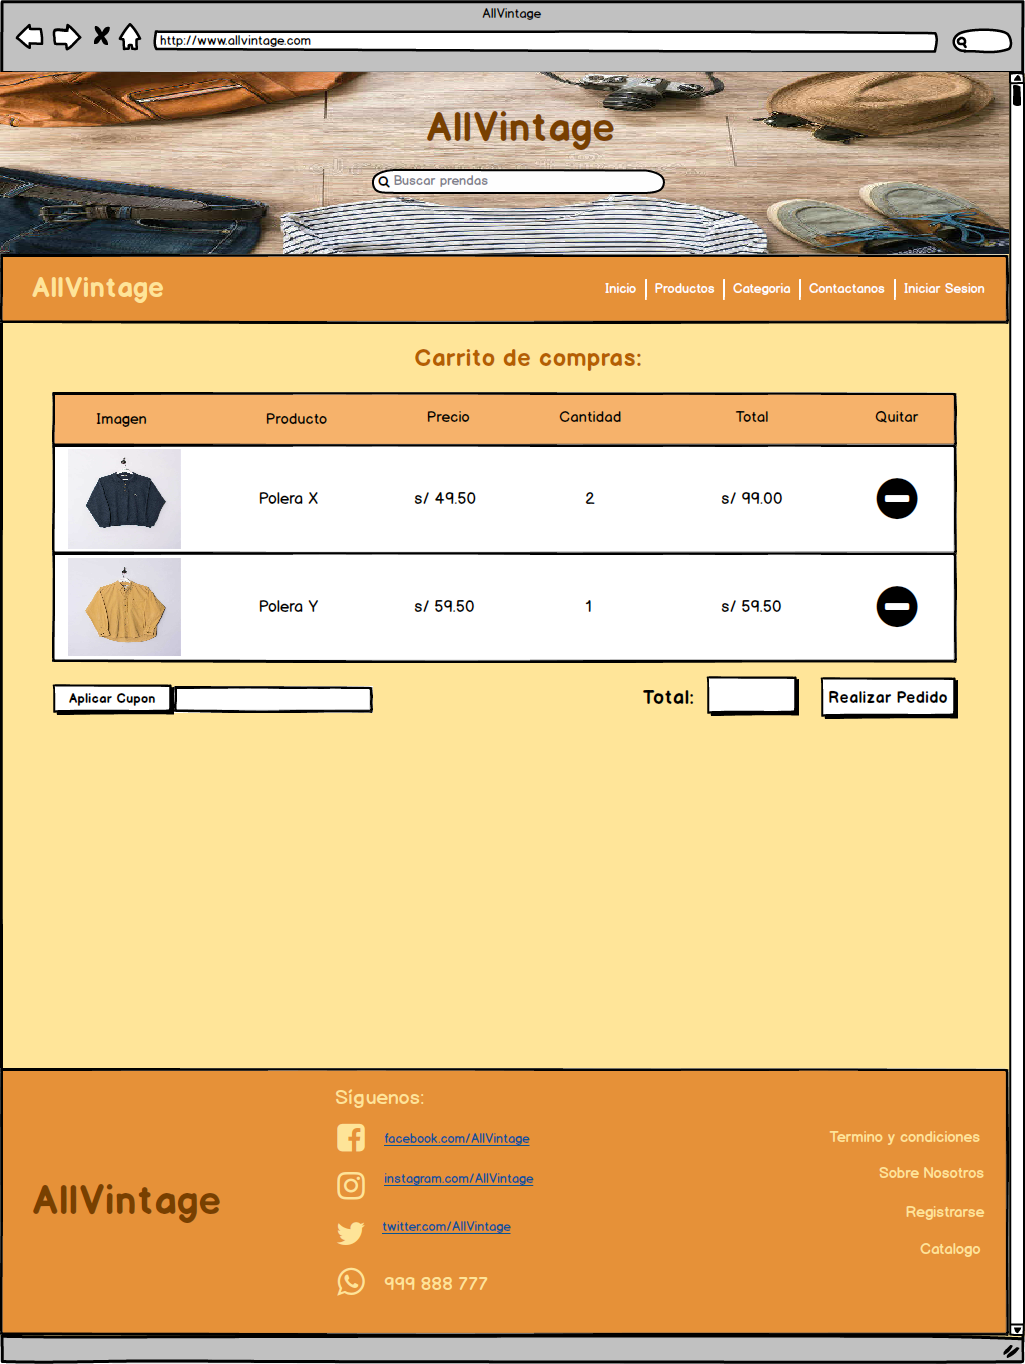 AllVintage
http://www.allvintage.com
AllVintage
Buscar prendas
AllVintage
Inicio
Productos
Categoria
Contactanos
Iniciar Sesion
Carrito de compras:
Imagen Producto Precio Cantidad Total Quitar
Polera X s/ 49.50 2 s/ 99.00
Polera Y s/ 59.50 1 s/ 59.50
Aplicar Cupon
Total:
Realizar Pedido
AllVintage
Síguenos:
facebook.com/AllVintage
instagram.com/AllVintage
twitter.com/AllVintage
999 888 777
Termino y condiciones
Sobre Nosotros
Registrarse
Catalogo